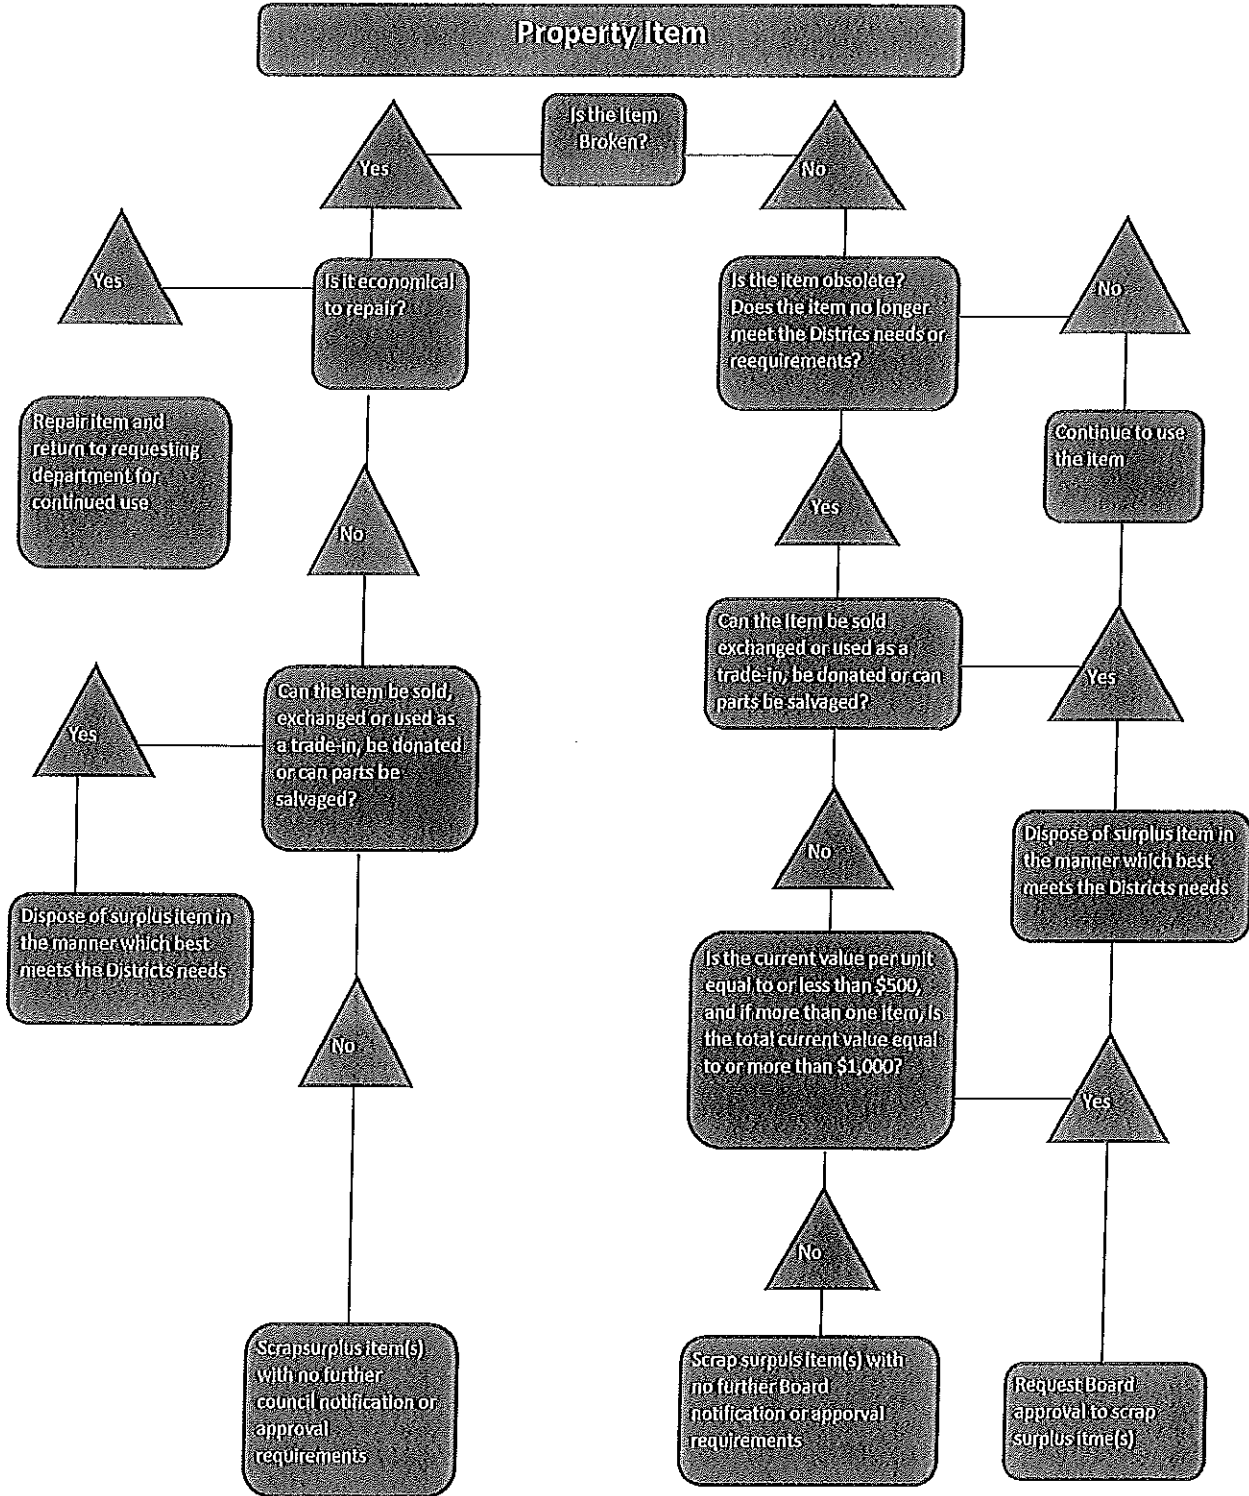 Property Item
Is the Item
Broken?
Yes
No
Yes
Is it economical
to repair?
Is the item obsolete?
Does the item no longer
meet the Districs needs or
reequirements?
No
Repair item and
return to requesting
department for
continued use
Continue to use
the item
No
Yes
Can the item be sold
exchanged or used as a
trade-in, be donated or can
parts be salvaged?
Yes
Can the item be sold,
exchanged or used as
a trade-in, be donated
or can parts be
salvaged?
Yes
No
Dispose of surplus item in
the manner which best
meets the Districts needs
Dispose of surplus item in
the manner which best
meets the Districts needs
Is the current value per unit
equal to or less than $500,
and if more than one item, is
the total current value equal
to or more than $1,000?
No
Yes
No
Scrapsurplus item(s)
with no further
council notification or
approval
requirements
Scrap surpuls item(s) with
no further Board
notification or apporval
requirements
Request Board
approval to scrap
surplus itme(s)